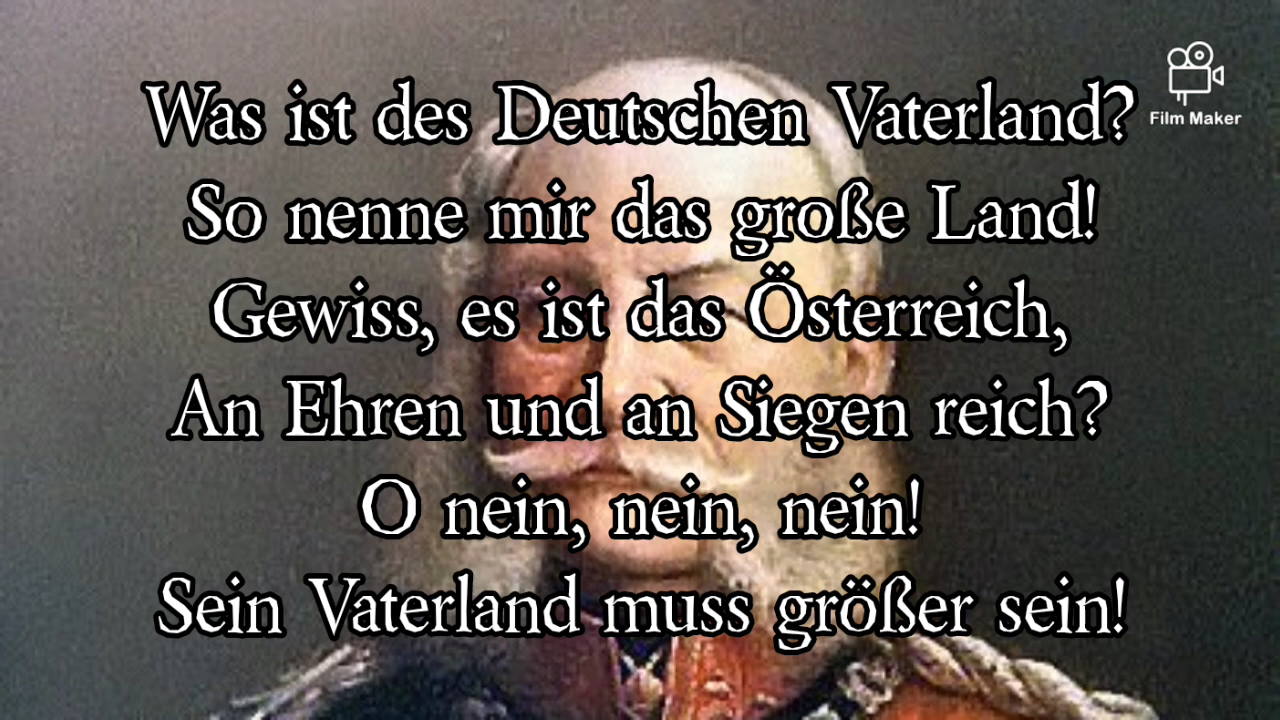 Was ist des Deutschen Vaterland?
So nenne mir das große Land!
Gewiss, es ist das Österreich,
An Ehren und an Siegen reich?
O nein, nein, nein!
Sein Vaterland muss größer sein!
Film Maker